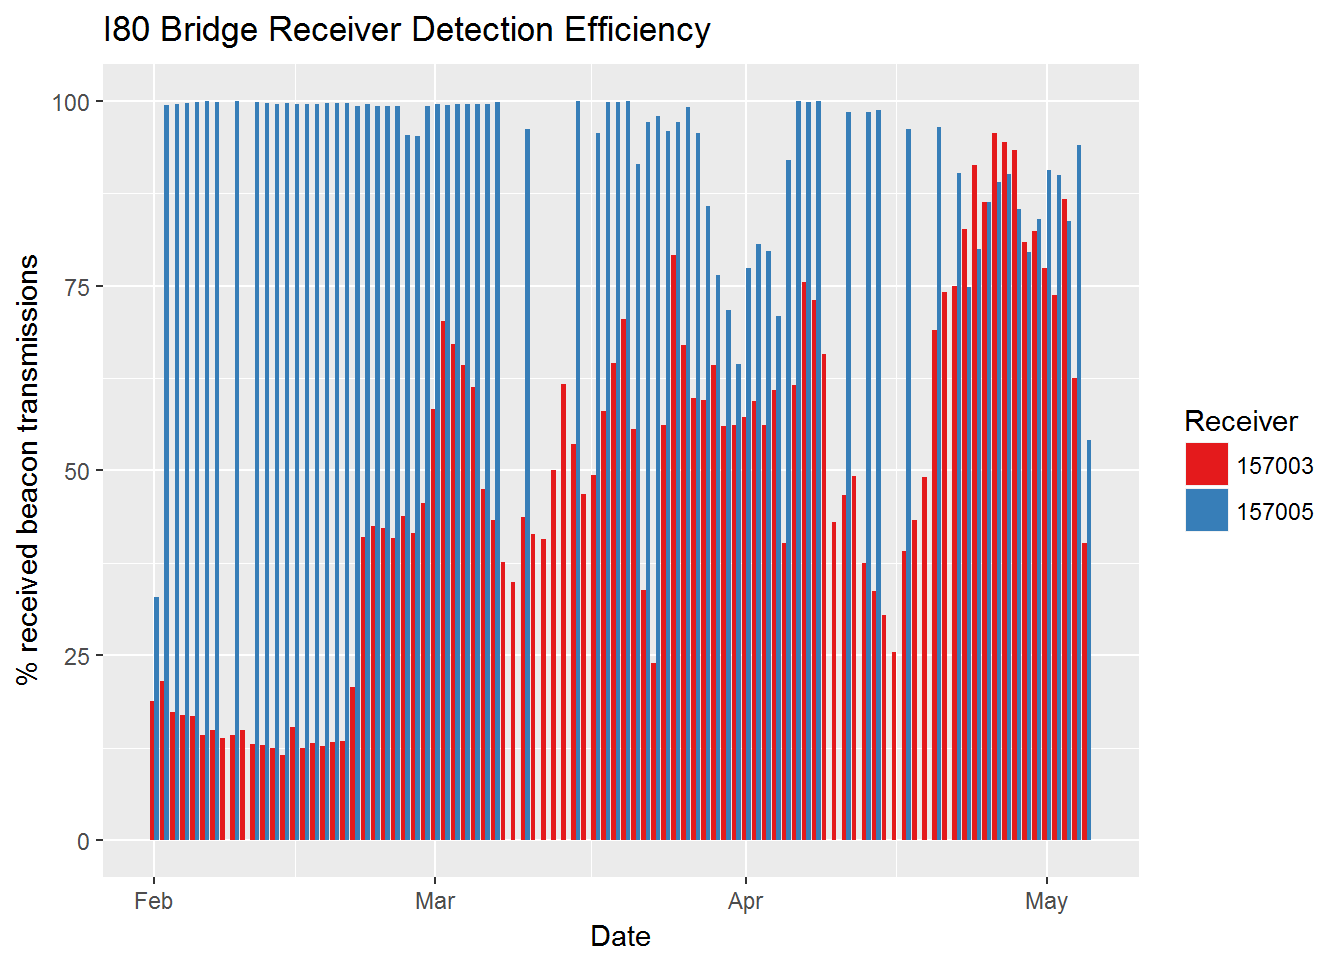 I80 Bridge Receiver Detection Efficiency
% received beacon transmissions
100
75
50
25
0
Feb
Mar
Apr
May
Date
Receiver
157003
157005